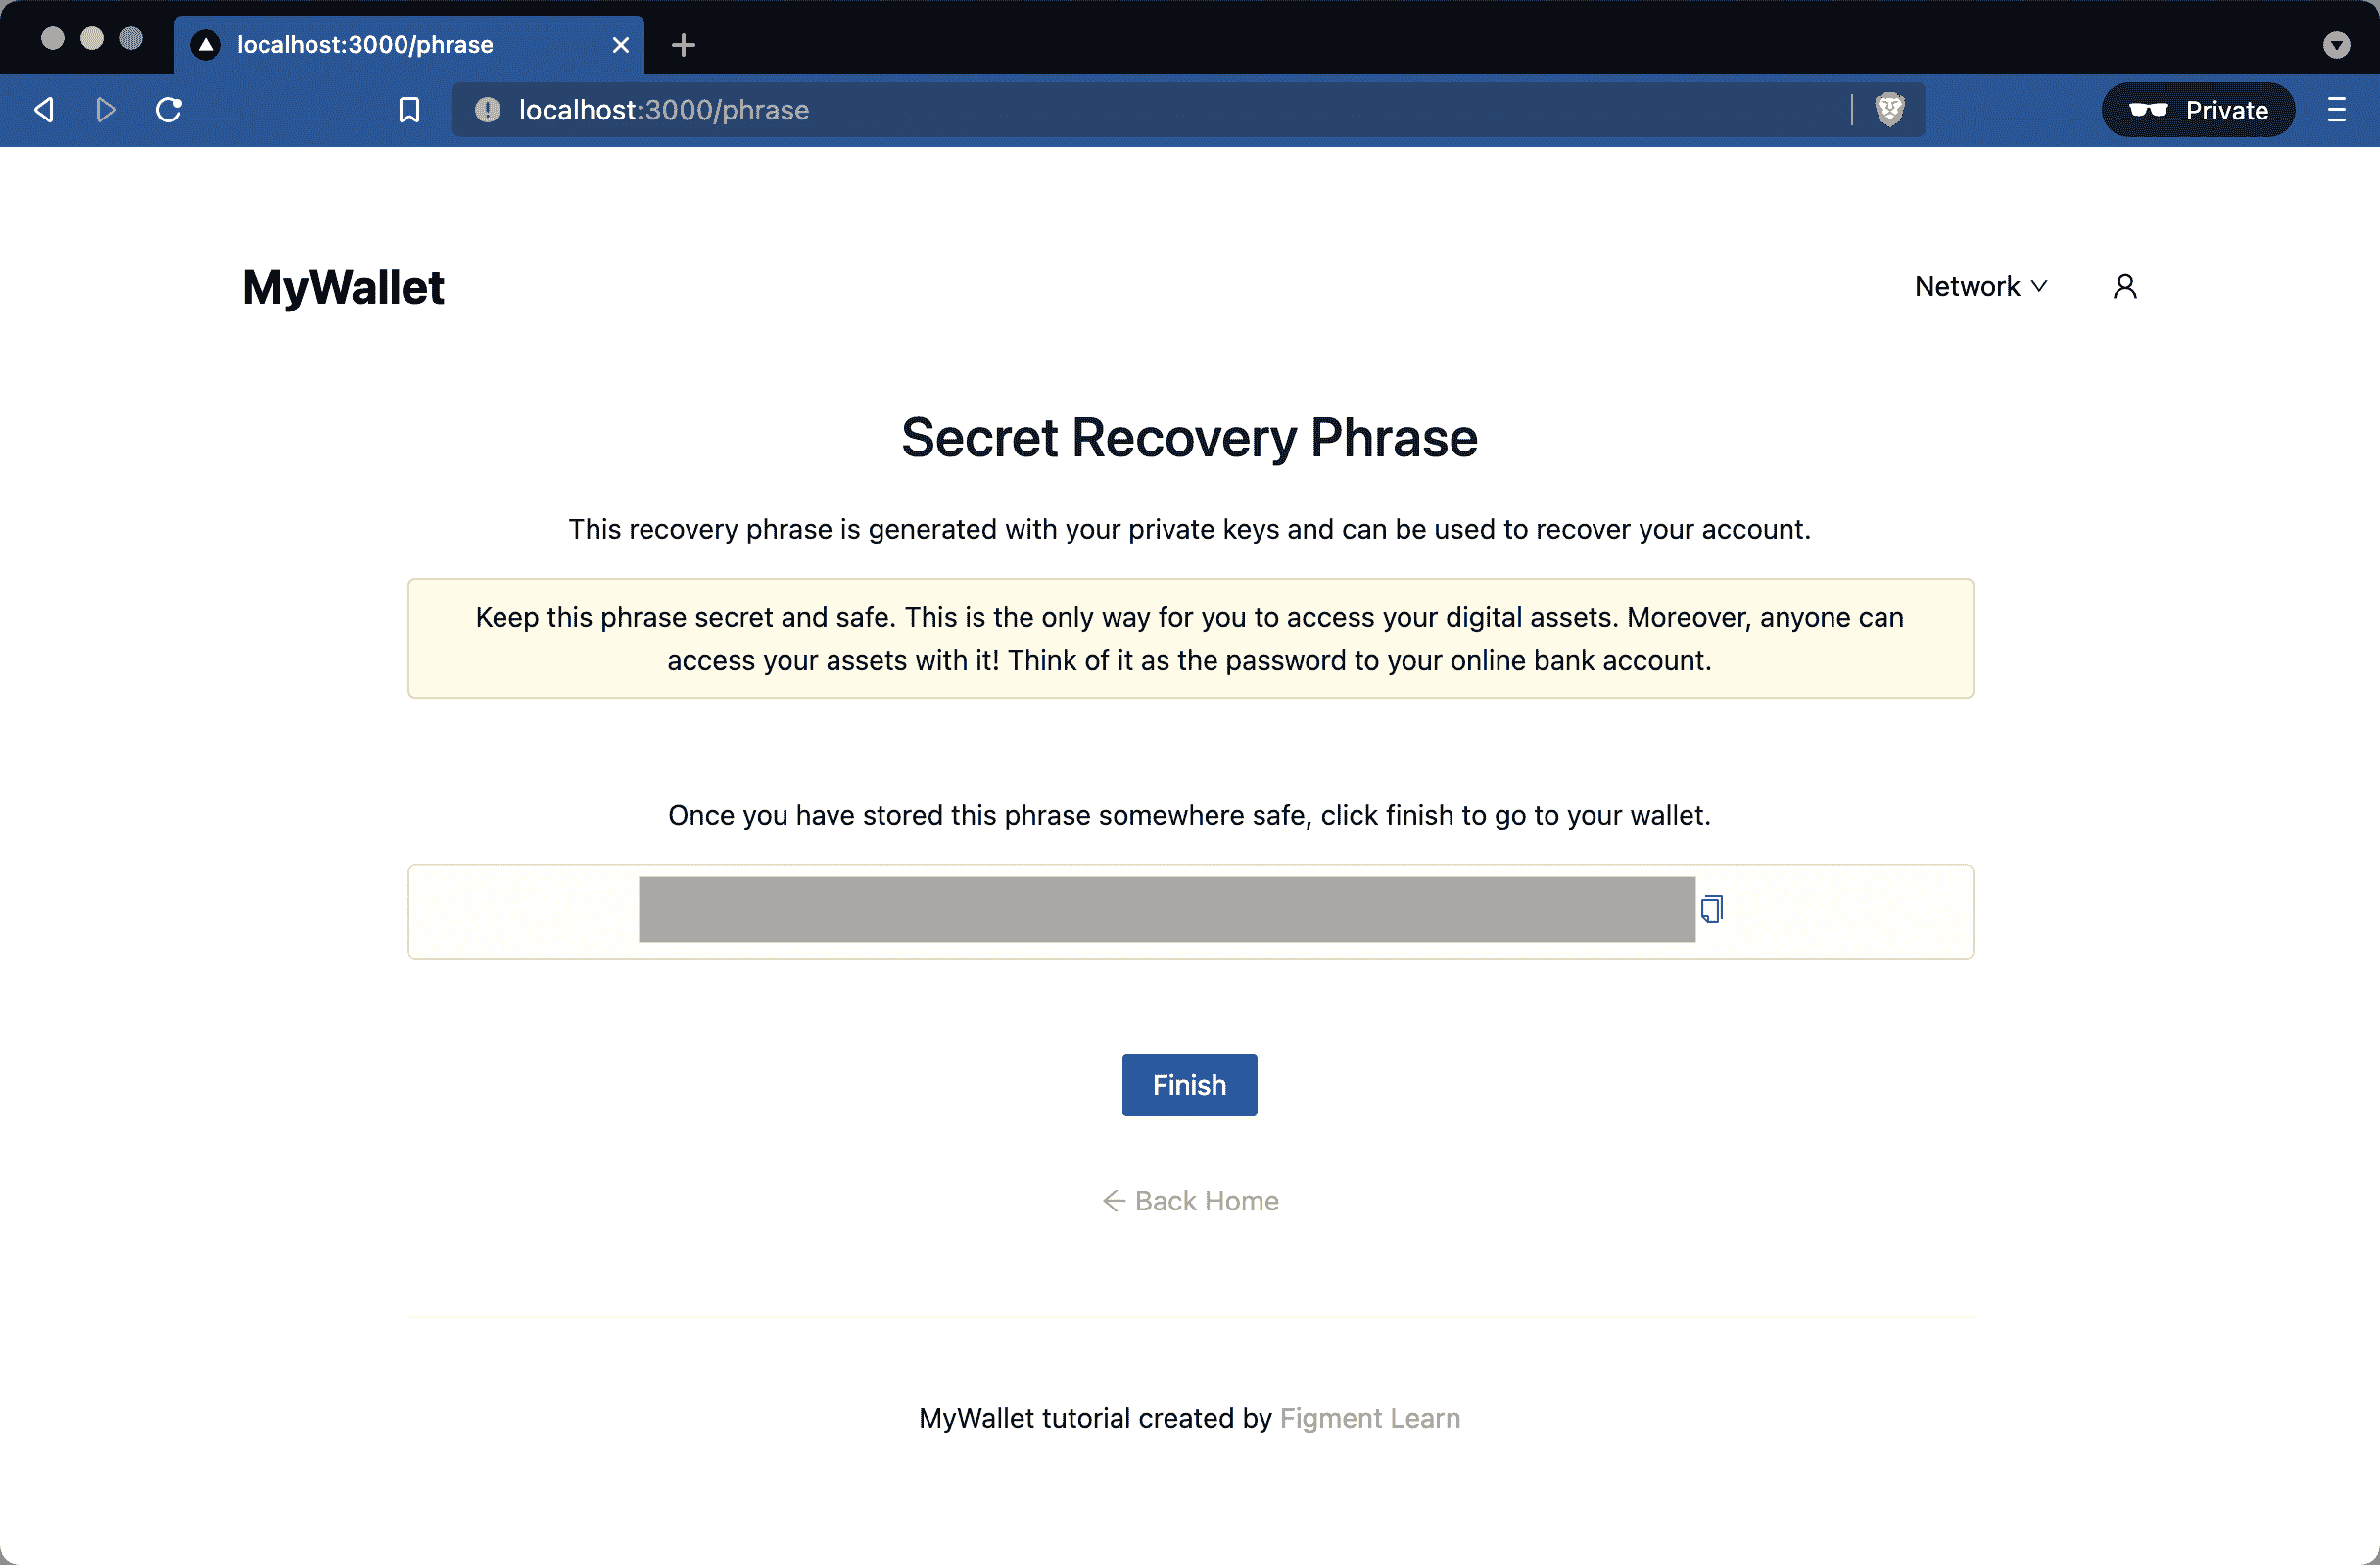 localhost:3000/phrase
localhost:3000/phrase
Private
MyWallet
Network
Secret Recovery Phrase
This recovery phrase is generated with your private keys and can be used to recover your account.
Keep this phrase secret and safe. This is the only way for you to access your digital assets. Moreover, anyone can
access your assets with it! Think of it as the password to your online bank account.
Once you have stored this phrase somewhere safe, click finish to go to your wallet.
Finish
← Back Home
MyWallet tutorial created by Figment Learn